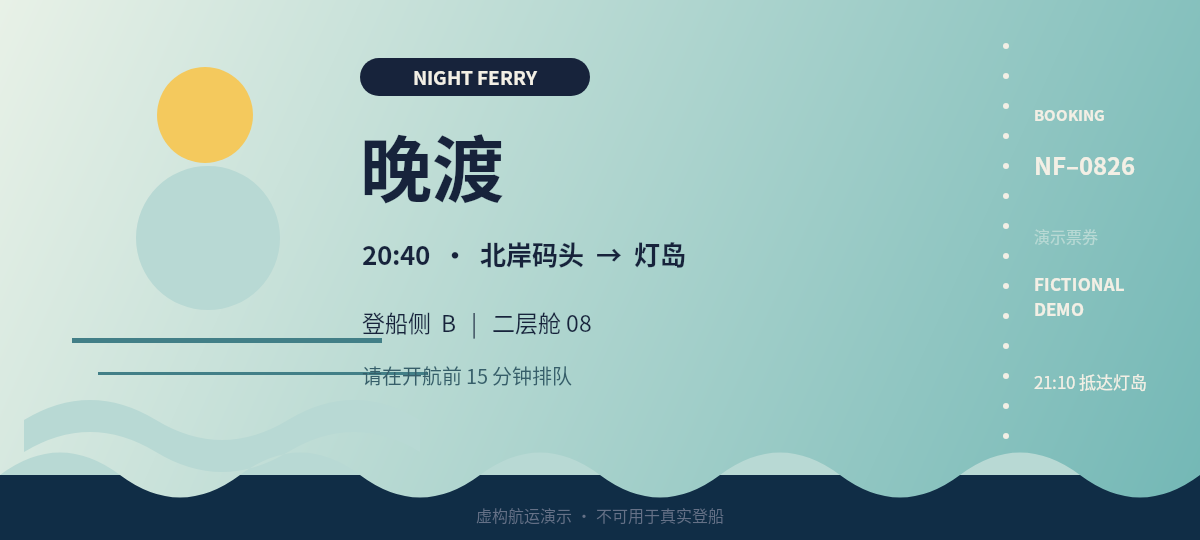 NIGHT FERRY
晚渡
20:40 · 北岸码头 → 灯岛
登船侧 B | 二层舱 08
请在开航前 15 分钟排队
BOOKING
NF–0826
演示票券
FICTIONAL
DEMO
21:10 抵达灯岛
虚构航运演示 · 不可用于真实登船